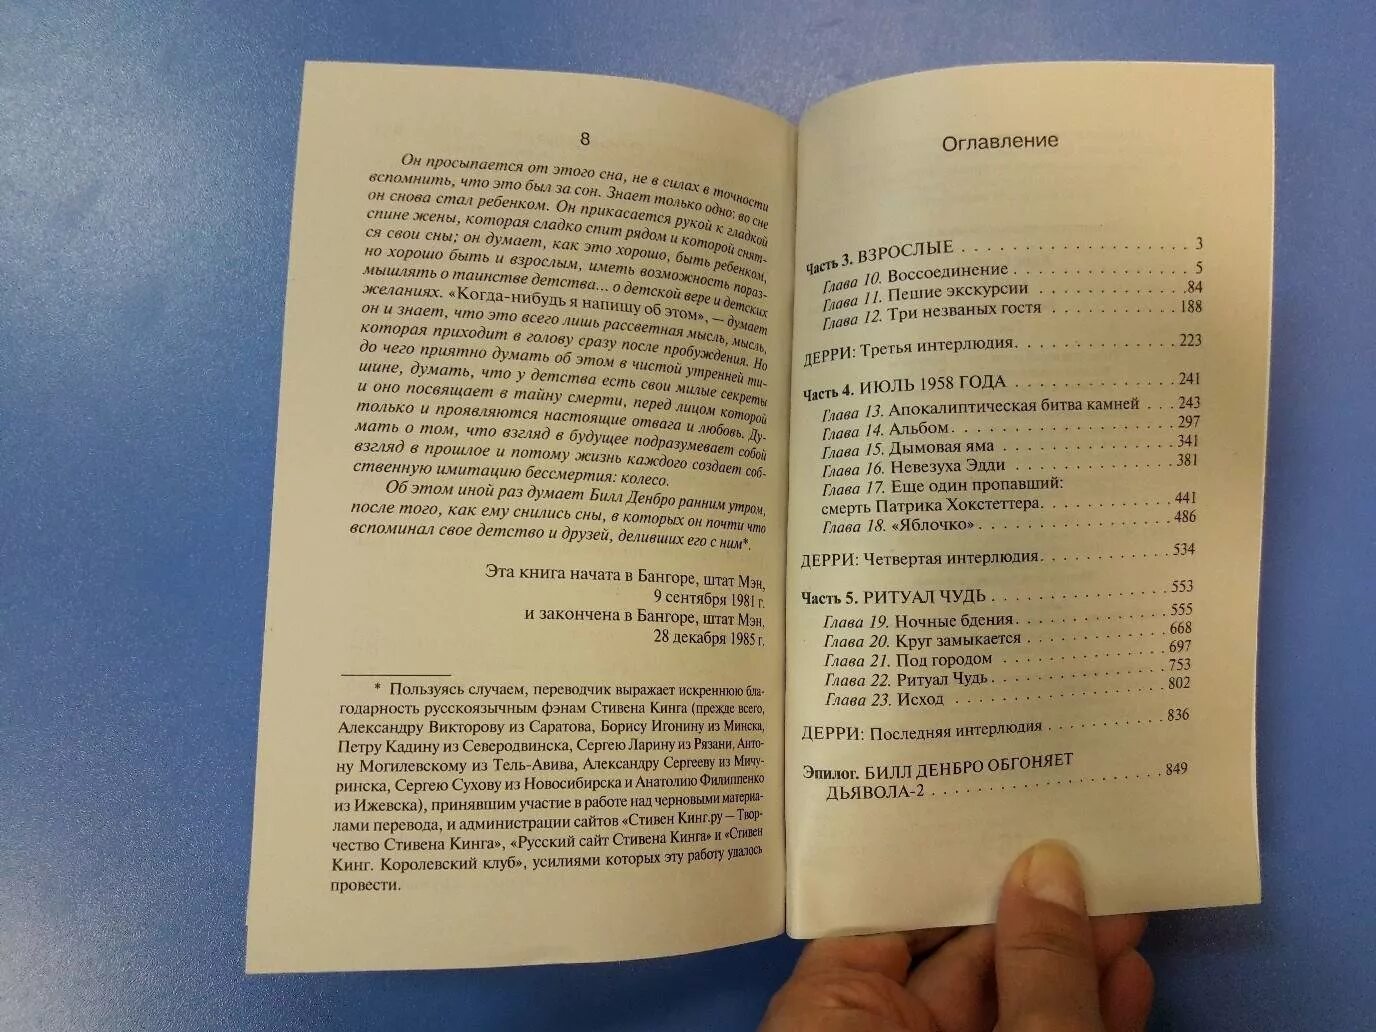 8
Он просыпается от этого сна, не в силах в точности
вспомнить, что это был за сон. Знает только одно: во сне
он снова стал ребенком. Он прикасается рукой к гладкой
спине жены, которая сладко спит рядом и которой снят-
ся свои сны; он думает, как это хорошо, быть ребенком,
но хорошо быть и взрослым, иметь возможность пораз-
мышлять о таинстве детства... о детской вере и детских
желаниях. «Когда-нибудь я напишу об этом», — думает
он и знает, что это всего лишь рассветная мысль, мысль,
которая приходит в голову сразу после пробуждения. Но
до чего приятно думать об этом в чистой утренней ти-
шине, думать, что у детства есть свои милые секреты
и оно посвящает в тайну смерти, перед лицом которой
только и проявляются настоящие отвага и любовь. Ду-
мать о том, что взгляд в будущее подразумевает собой
взгляд в прошлое и потому жизнь каждого создает соб-
ственную имитацию бессмертия: колесо.
Об этом иной раз думает Билл Денбро ранним утром,
после того, как ему снились сны, в которых он почти что
вспоминал свое детство и друзей, деливших его с ним*.
Эта книга начата в Бангоре, штат Мэн,
9 сентября 1981 г.
и закончена в Бангоре, штат Мэн,
28 декабря 1985 г.
* Пользуясь случаем, переводчик выражает искреннюю бла-
годарность русскоязычным фэнам Стивена Кинга (прежде всего,
Александру Викторову из Саратова, Борису Игонину из Минска,
Петру Кадину из Северодвинска, Сергею Ларину из Рязани, Анто-
ну Могилевскому из Тель-Авива, Александру Сергееву из Мичу-
ринска, Сергею Сухову из Новосибирска и Анатолию Филиппенко
из Ижевска), принявшим участие в работе над черновыми материа-
лами перевода, и администрации сайтов «Стивен Кинг.ру — Твор-
чество Стивена Кинга», «Русский сайт Стивена Кинга» и «Стивен
Кинг. Королевский клуб», усилиями которых эту работу удалось
провести.
Оглавление
Часть 3. ВЗРОСЛЫЕ . . . . . . . . . . . . . . . . . 3
Глава 10. Воссоединение . . . . . . . . . . . . . . 5
Глава 11. Пешие экскурсии . . . . . . . . . . . . .84
Глава 12. Три незваных гостя . . . . . . . . . . . 188
ДЕРРИ: Третья интерлюдия. . . . . . . . . . . . . 223
Часть 4. ИЮЛЬ 1958 ГОДА . . . . . . . . . . . . . 241
Глава 13. Апокалиптическая битва камней . . . 243
Глава 14. Альбом. . . . . . . . . . . . . . . . . . 297
Глава 15. Дымовая яма . . . . . . . . . . . . . . 341
Глава 16. Невезуха Эдди . . . . . . . . . . . . . 381
Глава 17. Еще один пропавший:
смерть Патрика Хокстеттера. . . . . . . . . . . . 441
Глава 18. «Яблочко» . . . . . . . . . . . . . . . . 486
ДЕРРИ: Четвертая интерлюдия. . . . . . . . . . . 534
Часть 5. РИТУАЛ ЧУДЬ . . . . . . . . . . . . . . 553
Глава 19. Ночные бдения. . . . . . . . . . . . . . 555
Глава 20. Круг замыкается . . . . . . . . . . . . 668
Глава 21. Под городом . . . . . . . . . . . . . . 697
Глава 22. Ритуал Чудь. . . . . . . . . . . . . . . 753
Глава 23. Исход . . . . . . . . . . . . . . . . . . 802
ДЕРРИ: Последняя интерлюдия . . . . . . . . . . 836
Эпилог. БИЛЛ ДЕНБРО ОБГОНЯЕТ
ДЬЯВОЛА-2 . . . . . . . . . . . . . . . . . . . 849